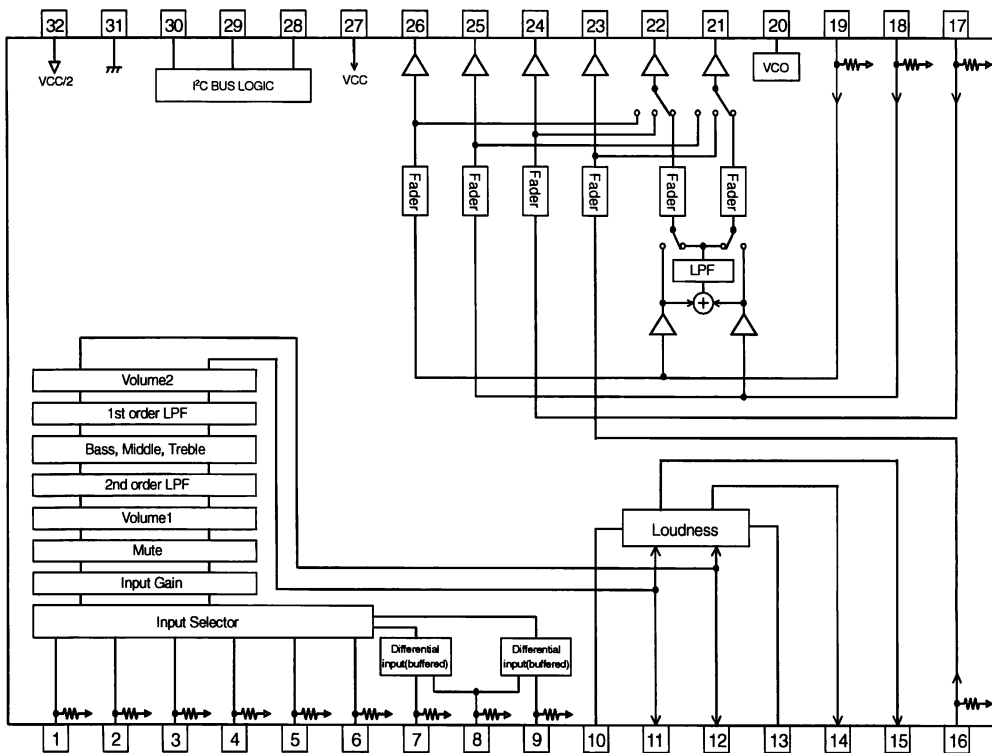 32 31 30 29 28 27 26 25 24 23 22 21 20 19 18 17
VCC/2
I²C BUS LOGIC
VCC
VCO
Fader Fader Fader Fader Fader Fader
LPF
Volume2
1st order LPF
Bass, Middle, Treble
2nd order LPF
Volume1
Mute
Input Gain
Input Selector
Loudness
Differential
input(buffered)
Differential
input(buffered)
1 2 3 4 5 6 7 8 9 10 11 12 13 14 15 16